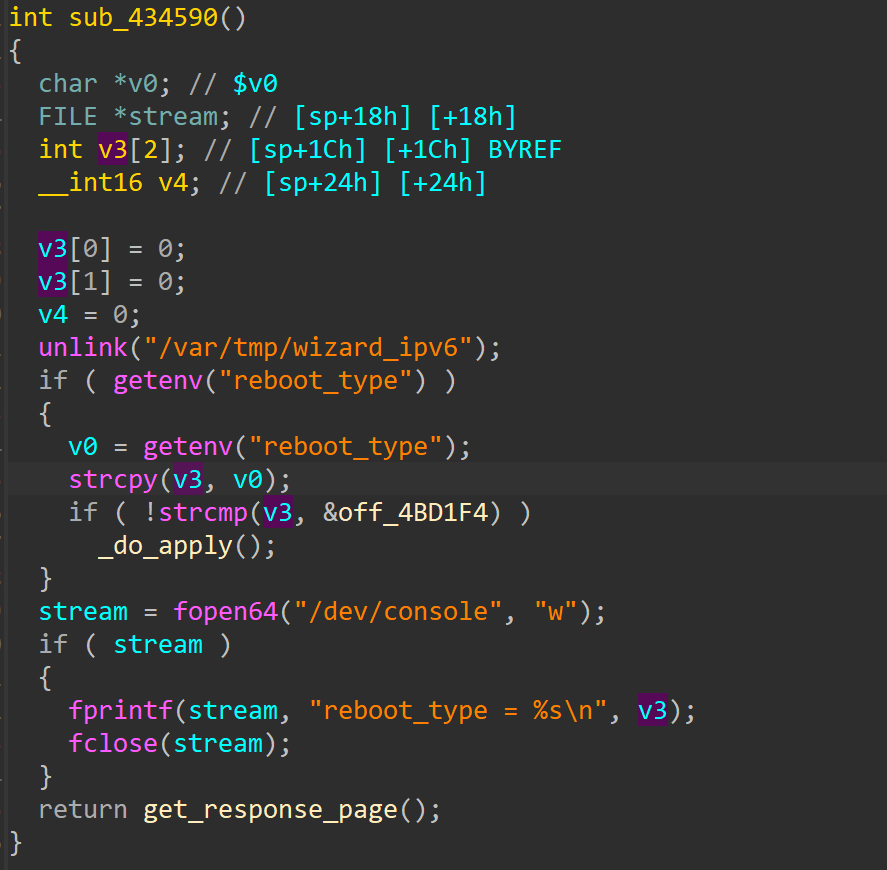 int sub_434590()
{
  char *v0; // $v0
  FILE *stream; // [sp+18h] [+18h]
  int v3[2]; // [sp+1Ch] [+1Ch] BYREF
  __int16 v4; // [sp+24h] [+24h]

  v3[0] = 0;
  v3[1] = 0;
  v4 = 0;
  unlink("/var/tmp/wizard_ipv6");
  if ( getenv("reboot_type") )
  {
    v0 = getenv("reboot_type");
    strcpy(v3, v0);
    if ( !strcmp(v3, &off_4BD1F4) )
      _do_apply();
  }
  stream = fopen64("/dev/console", "w");
  if ( stream )
  {
    fprintf(stream, "reboot_type = %s\n", v3);
    fclose(stream);
  }
  return get_response_page();
}